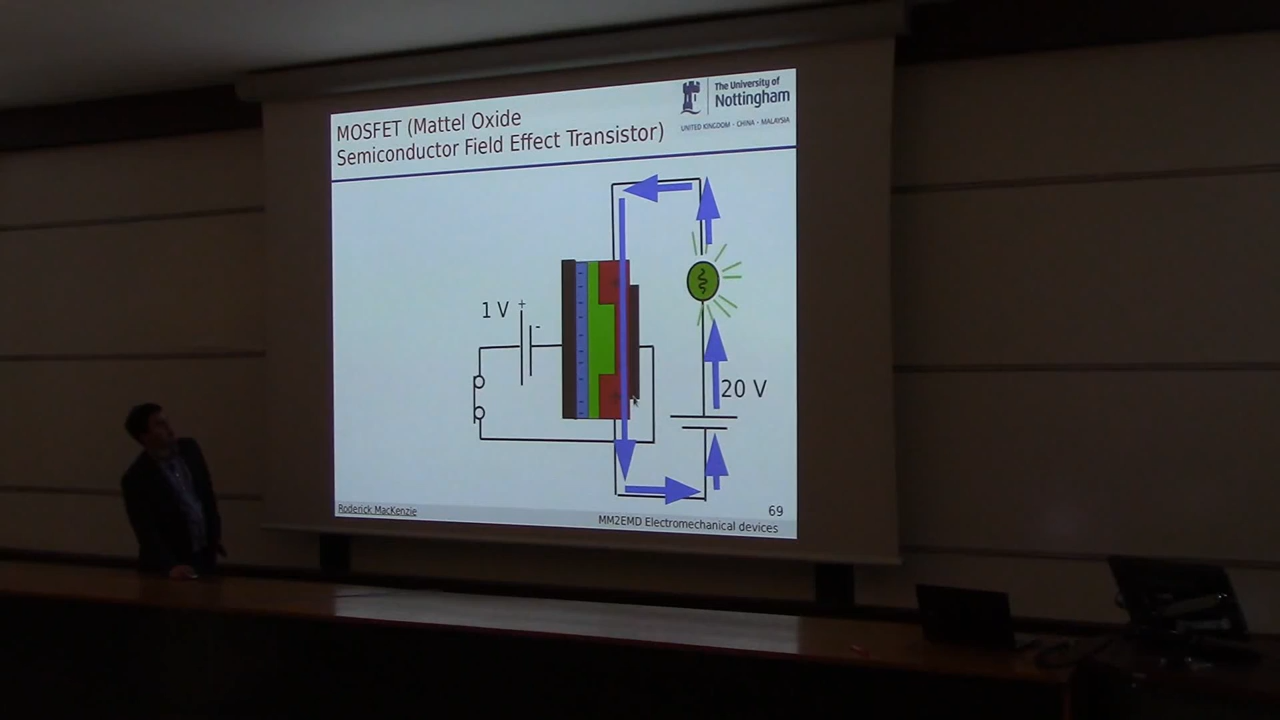 MOSFET (Mattel Oxide
Semiconductor Field Effect Transistor)
The University of
Nottingham
UNITED KINGDOM · CHINA · MALAYSIA
1 V
+
-
20 V
Roderick MacKenzie
69
MM2EMD Electromechanical devices